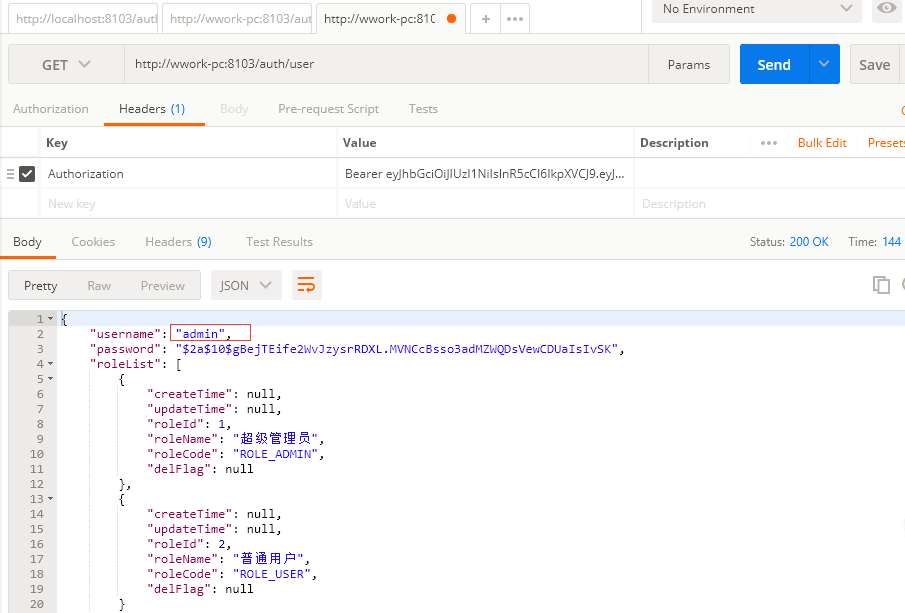 http://localhost:8103/auth
http://wwork-pc:8103/aut
http://wwork-pc:810
No Environment
GET
http://wwork-pc:8103/auth/user
Params
Send
Save
Authorization
Headers (1)
Body
Pre-request Script
Tests
Key
Value
Description
Bulk Edit
Presets
Authorization
Bearer eyJhbGciOiJIUzI1NiIsInR5cCI6IkpXVCJ9.eyJ...
New key
Value
Description
Body
Cookies
Headers (9)
Test Results
Status: 200 OK
Time: 144
Pretty
Raw
Preview
JSON
1 {
2 "username": "admin",
3 "password": "$2a$10$gBejTEife2WvJzysrRDXL.MVNCcBsso3adMZWQDsVewCDUaIsIvSK",
4 "roleList": [
5 {
6 "createTime": null,
7 "updateTime": null,
8 "roleId": 1,
9 "roleName": "超级管理员",
10 "roleCode": "ROLE_ADMIN",
11 "delFlag": null
12 },
13 {
14 "createTime": null,
15 "updateTime": null,
16 "roleId": 2,
17 "roleName": "普通用户",
18 "roleCode": "ROLE_USER",
19 "delFlag": null
20 }